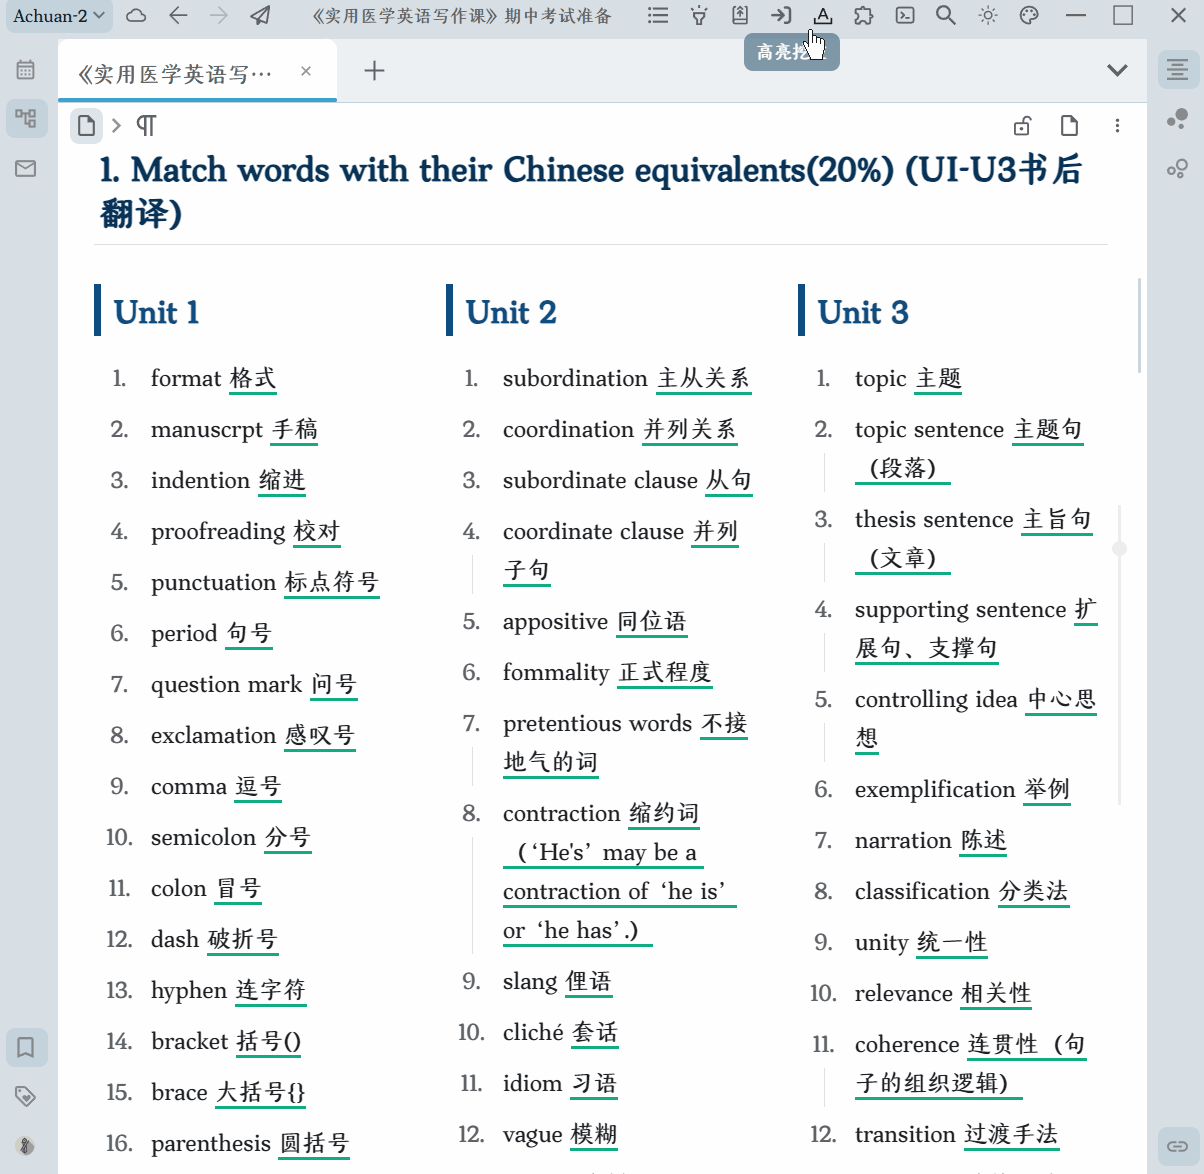 Achuan-2
《实用医学英语写作课》期中考试准备
高亮挖
《实用医学英语写…
1. Match words with their Chinese equivalents(20%) (UI-U3书后
翻译)
Unit 1
1. format 格式
2. manuscrpt 手稿
3. indention 缩进
4. proofreading 校对
5. punctuation 标点符号
6. period 句号
7. question mark 问号
8. exclamation 感叹号
9. comma 逗号
10. semicolon 分号
11. colon 冒号
12. dash 破折号
13. hyphen 连字符
14. bracket 括号()
15. brace 大括号{}
16. parenthesis 圆括号
Unit 2
1. subordination 主从关系
2. coordination 并列关系
3. subordinate clause 从句
4. coordinate clause 并列
子句
5. appositive 同位语
6. fommality 正式程度
7. pretentious words 不接
地气的词
8. contraction 缩约词
（‘He's’ may be a
contraction of ‘he is’
or ‘he has’.）
9. slang 俚语
10. cliché 套话
11. idiom 习语
12. vague 模糊
Unit 3
1. topic 主题
2. topic sentence 主题句
（段落）
3. thesis sentence 主旨句
（文章）
4. supporting sentence 扩
展句、支撑句
5. controlling idea 中心思
想
6. exemplification 举例
7. narration 陈述
8. classification 分类法
9. unity 统一性
10. relevance 相关性
11. coherence 连贯性（句
子的组织逻辑）
12. transition 过渡手法